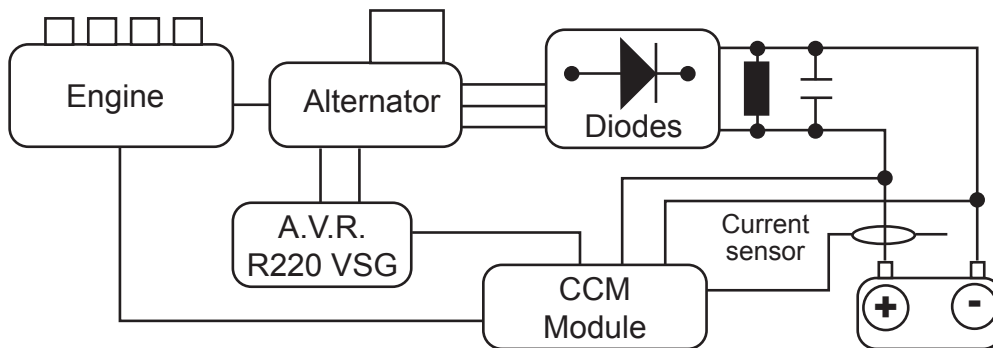 Engine
Alternator
Diodes
A.V.R.
R220 VSG
Current
sensor
CCM
Module
+
-